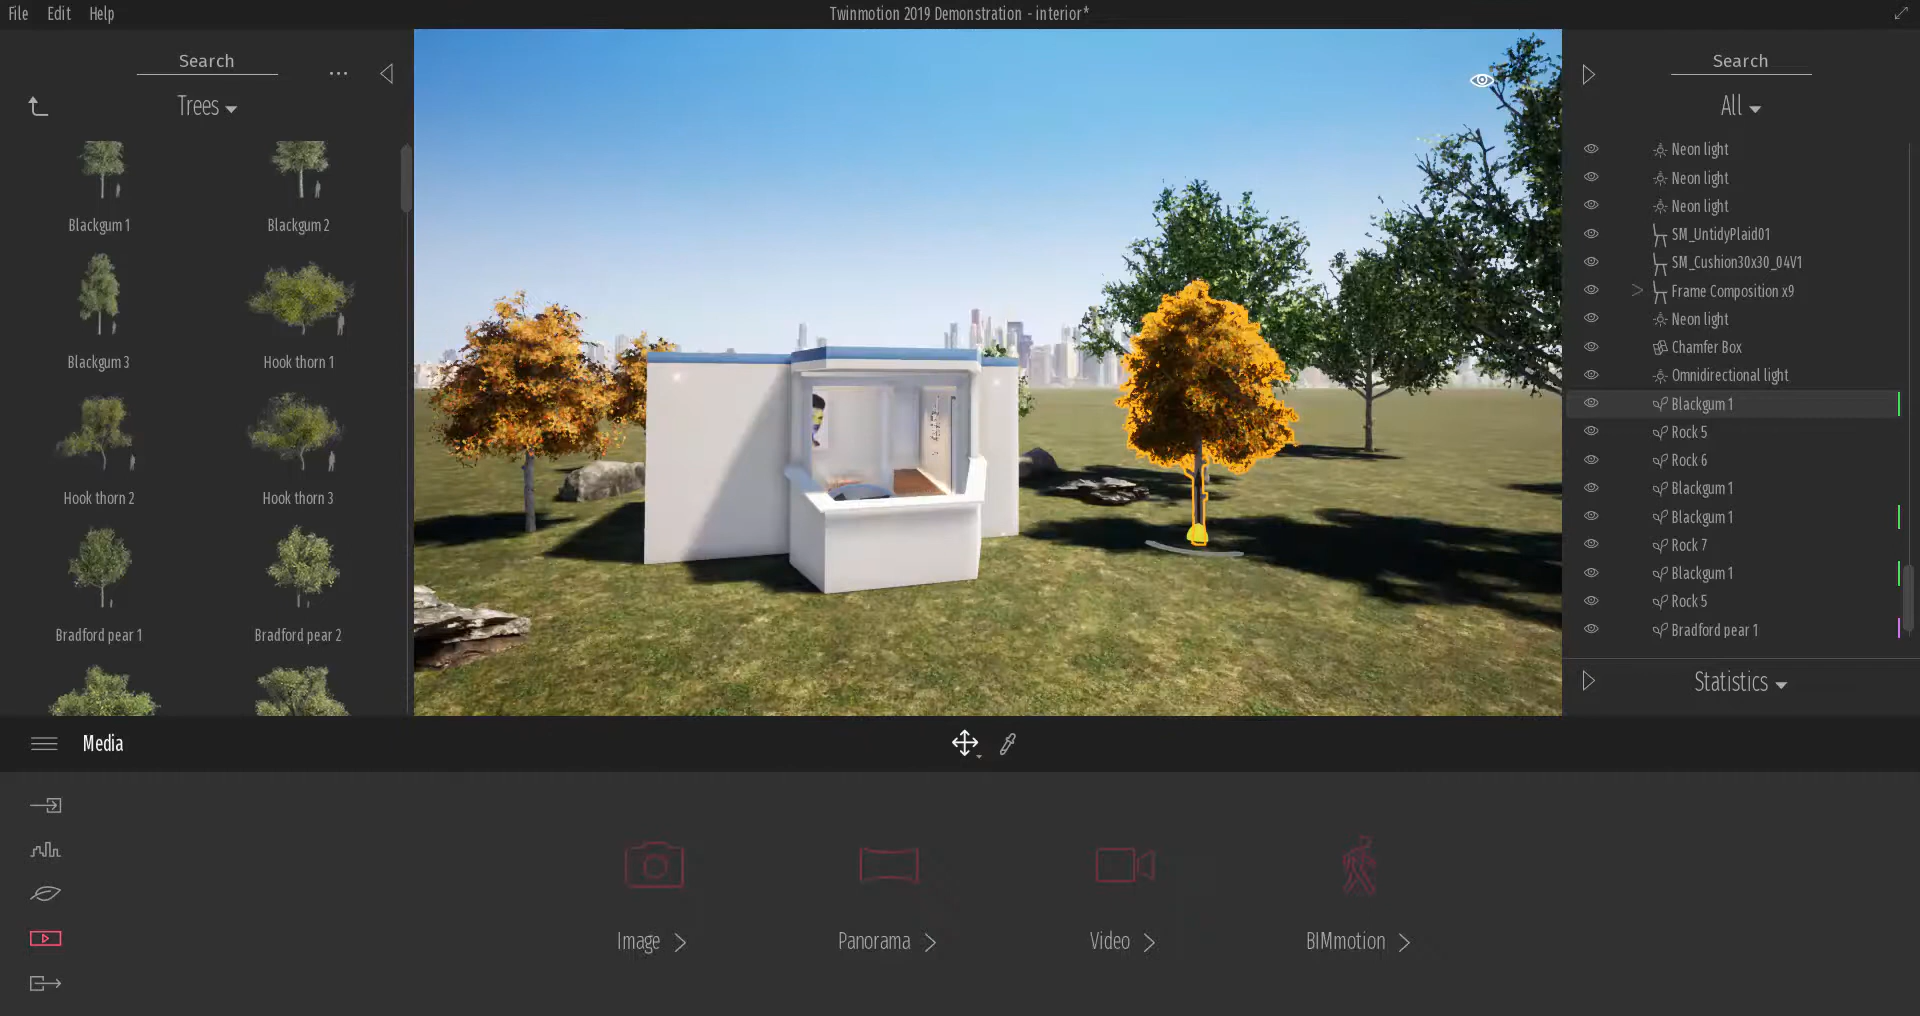 File Edit Help
Twinmotion 2019 Demonstration - interior*
Search
...
Trees
Blackgum 1
Blackgum 2
Blackgum 3
Hook thorn 1
Hook thorn 2
Hook thorn 3
Bradford pear 1
Bradford pear 2
Search
All
Neon light
Neon light
Neon light
SM_UntidyPlaid01
SM_Cushion30x30_04V1
> Frame Composition x9
Neon light
Chamfer Box
Omnidirectional light
Blackgum 1
Rock 5
Rock 6
Blackgum 1
Blackgum 1
Rock 7
Blackgum 1
Rock 5
Bradford pear 1
Statistics
Media
Image >
Panorama >
Video >
BIMmotion >